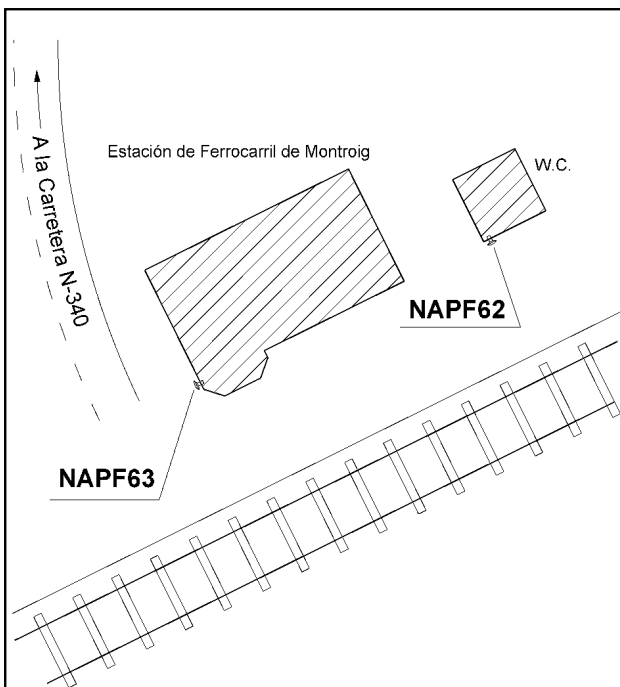 Estación de Ferrocarril de Montroig
W.C.
A la Carretera N-340
NAPF62
NAPF63